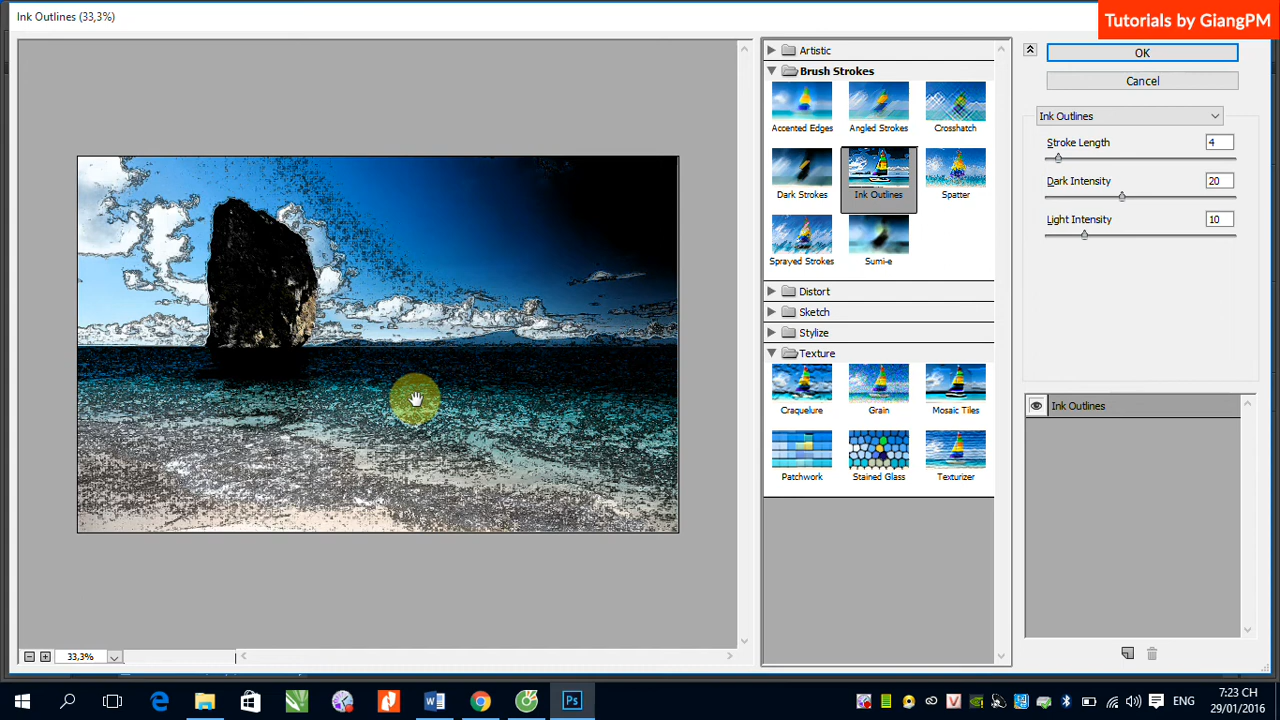 Ink Outlines (33,3%)
Tutorials by GiangPM
Artistic
Brush Strokes
Accented Edges
Angled Strokes
Crosshatch
Dark Strokes
Ink Outlines
Spatter
Sprayed Strokes
Sumi-e
Distort
Sketch
Stylize
Texture
Craquelure
Grain
Mosaic Tiles
Patchwork
Stained Glass
Texturizer
OK
Cancel
Ink Outlines
Stroke Length 4
Dark Intensity 20
Light Intensity 10
Ink Outlines
33,3%
ENG
7:23 CH
29/01/2016